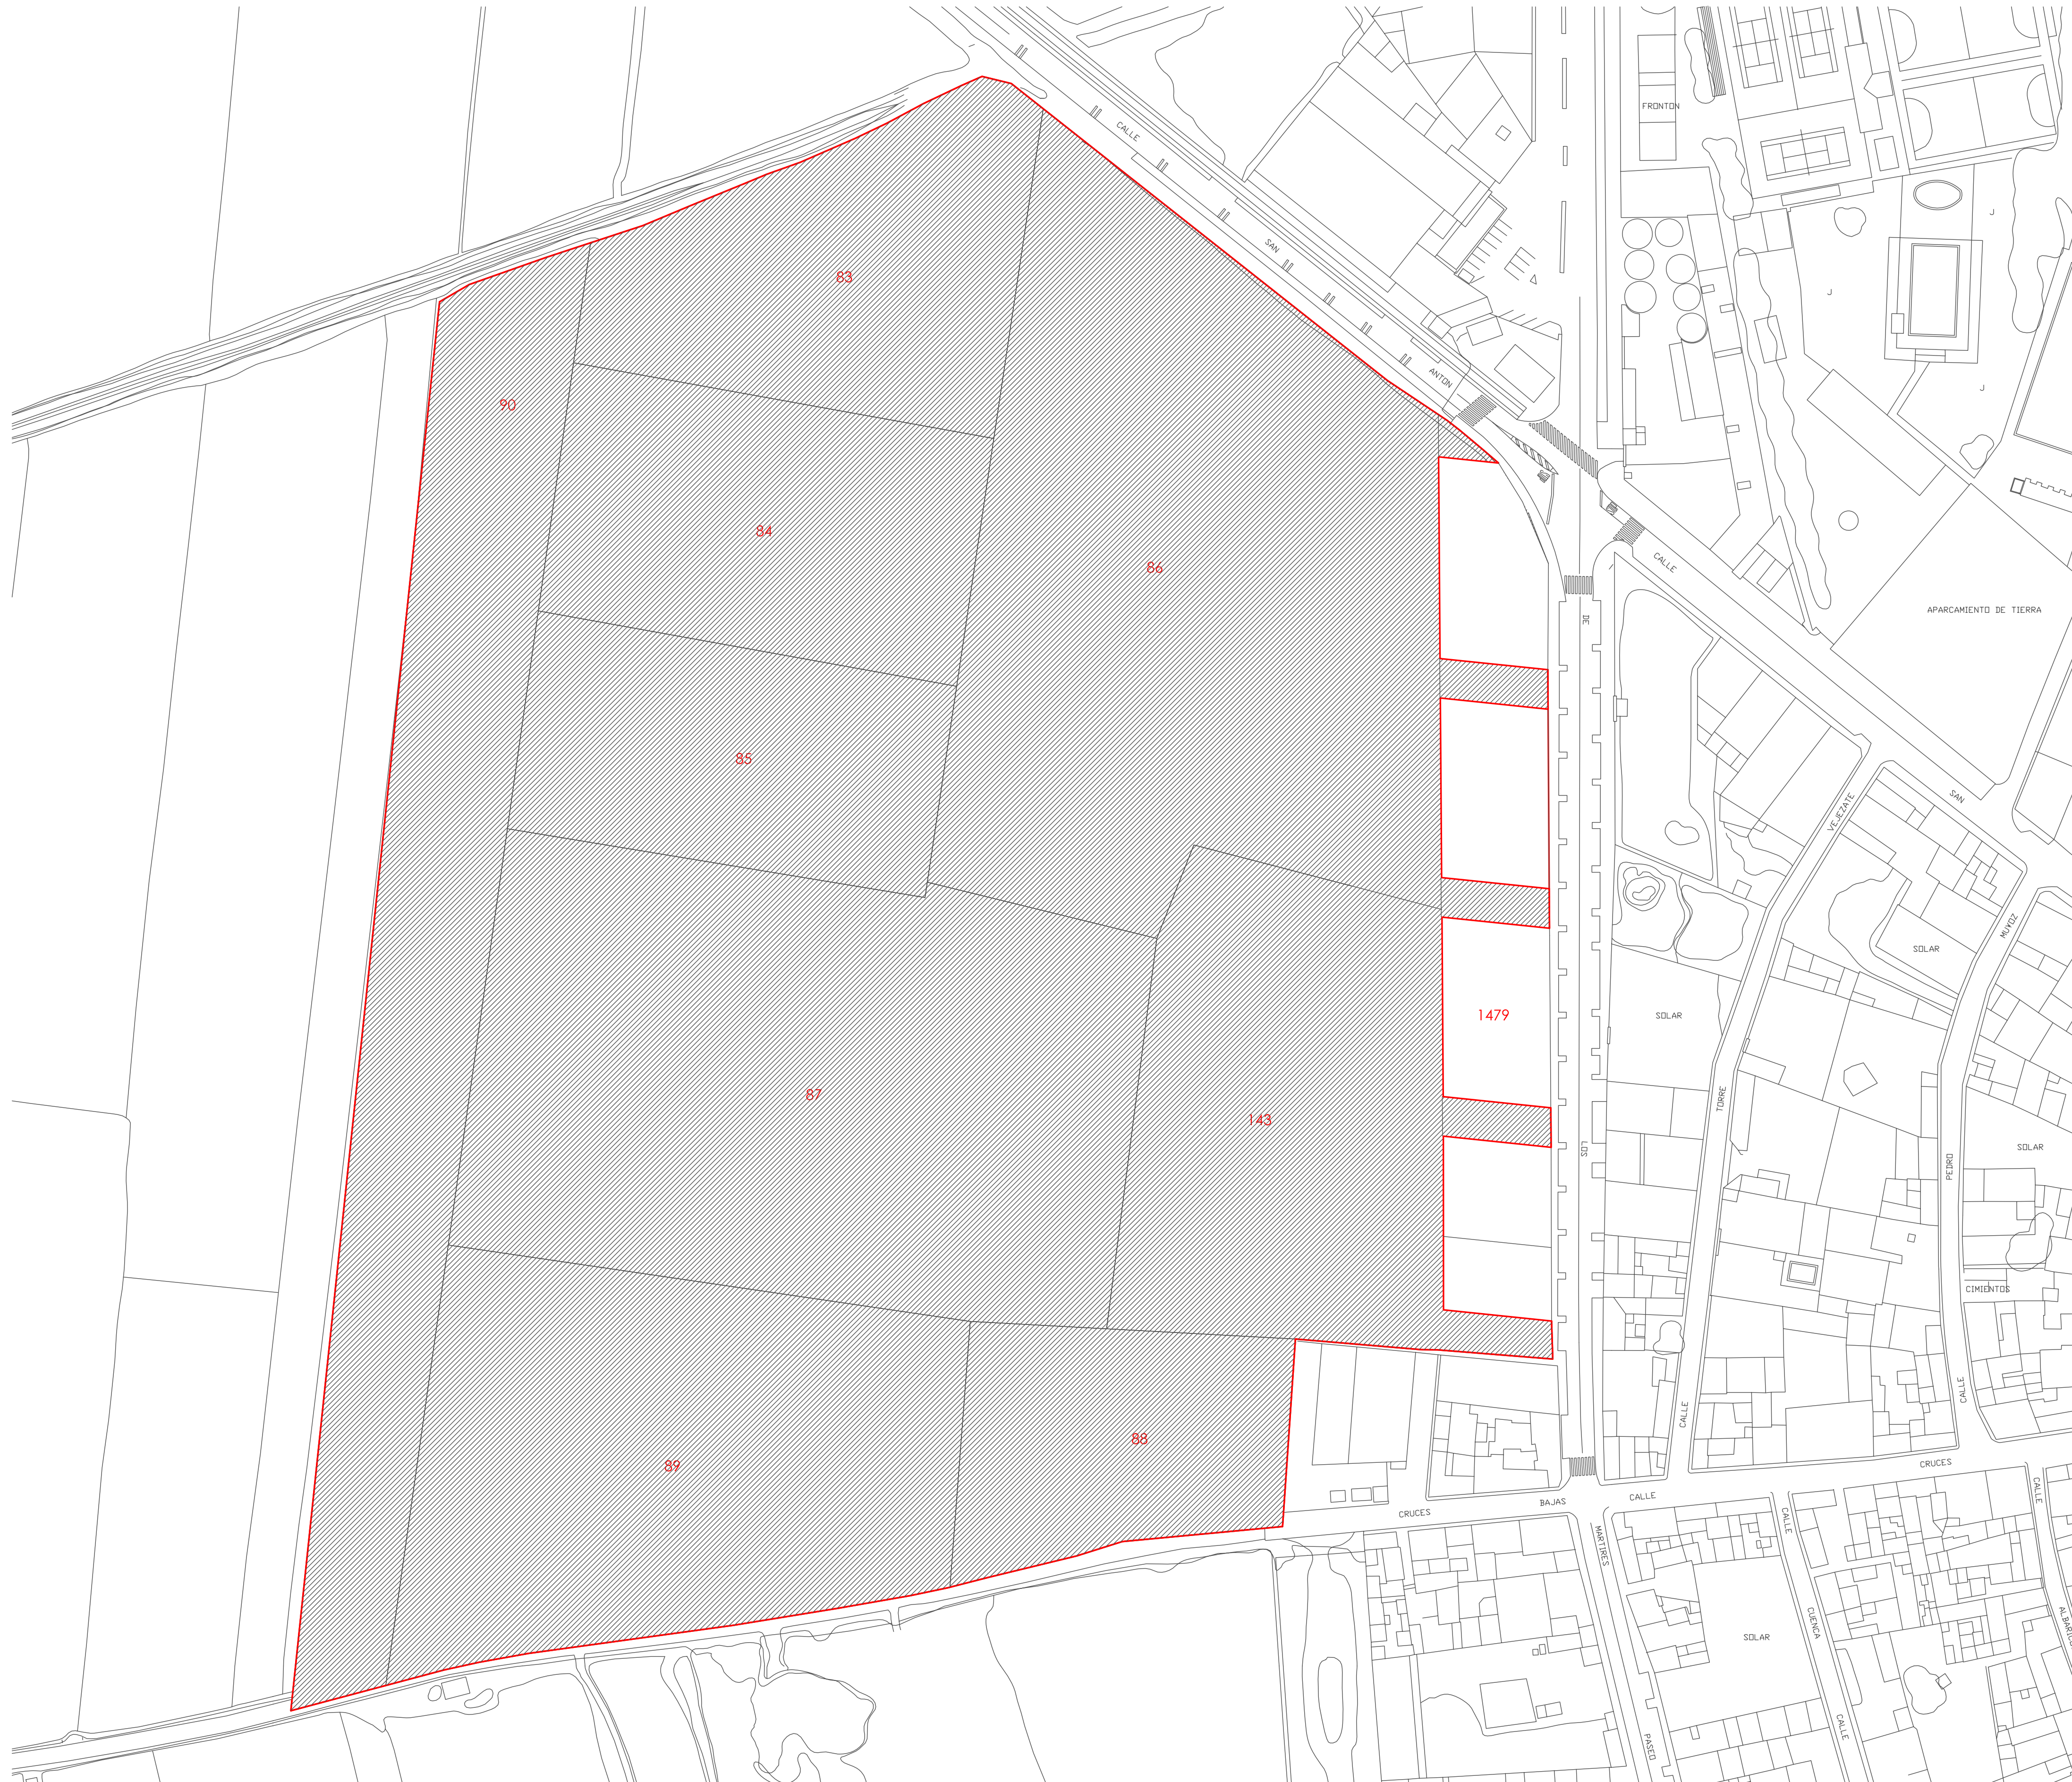 FRONTON
CALLE
J
SAN
83
J
ANTON
J
90
84
CALLE
86
APARCAMIENTO DE TIERRA
DE
85
SAN
VEJEZATE
MUVOZ
SOLAR
1479
SOLAR
87
TORRE
143
LOS
SOLAR
PEDRO
CIMIENTOS
CALLE
CALLE
88
89
CRUCES
CALLE
CALLE
BAJAS
CRUCES
CALLE
MARTIRES
CUENCA
SOLAR
CALLE
PASEO